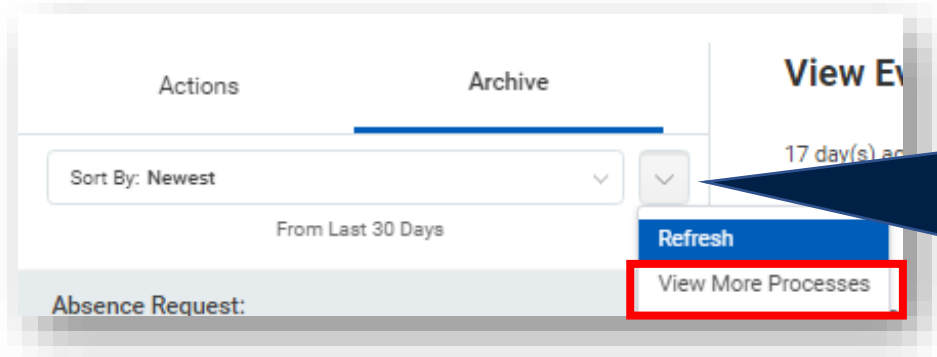 Actions
Archive
View Ev
17 day(s) ag
Sort By: Newest
From Last 30 Days
Refresh
View More Processes
Absence Request: